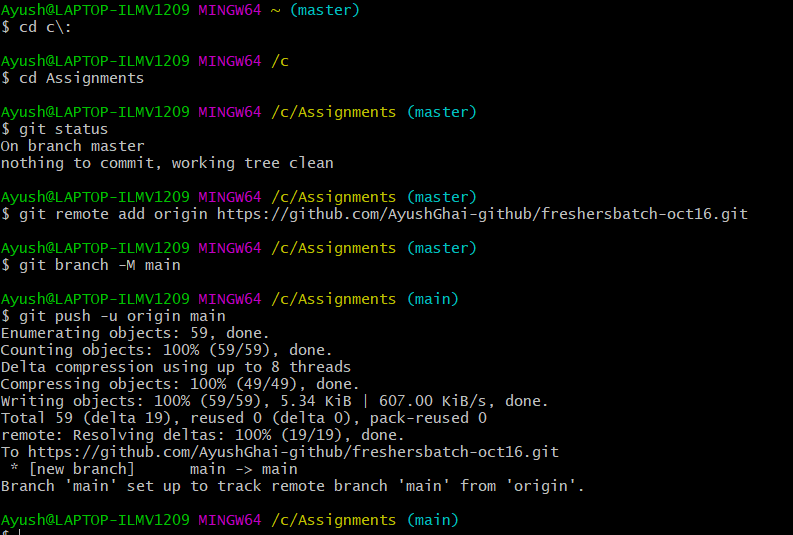 Ayush@LAPTOP-ILMV1209 MINGW64 ~ (master)
$ cd c\:
Ayush@LAPTOP-ILMV1209 MINGW64 /c
$ cd Assignments
Ayush@LAPTOP-ILMV1209 MINGW64 /c/Assignments (master)
$ git status
On branch master
nothing to commit, working tree clean
Ayush@LAPTOP-ILMV1209 MINGW64 /c/Assignments (master)
$ git remote add origin https://github.com/AyushGhai-github/freshersbatch-oct16.git
Ayush@LAPTOP-ILMV1209 MINGW64 /c/Assignments (master)
$ git branch -M main
Ayush@LAPTOP-ILMV1209 MINGW64 /c/Assignments (main)
$ git push -u origin main
Enumerating objects: 59, done.
Counting objects: 100% (59/59), done.
Delta compression using up to 8 threads
Compressing objects: 100% (49/49), done.
Writing objects: 100% (59/59), 5.34 KiB | 607.00 KiB/s, done.
Total 59 (delta 19), reused 0 (delta 0), pack-reused 0
remote: Resolving deltas: 100% (19/19), done.
To https://github.com/AyushGhai-github/freshersbatch-oct16.git
 * [new branch]      main -> main
Branch 'main' set up to track remote branch 'main' from 'origin'.
Ayush@LAPTOP-ILMV1209 MINGW64 /c/Assignments (main)
$